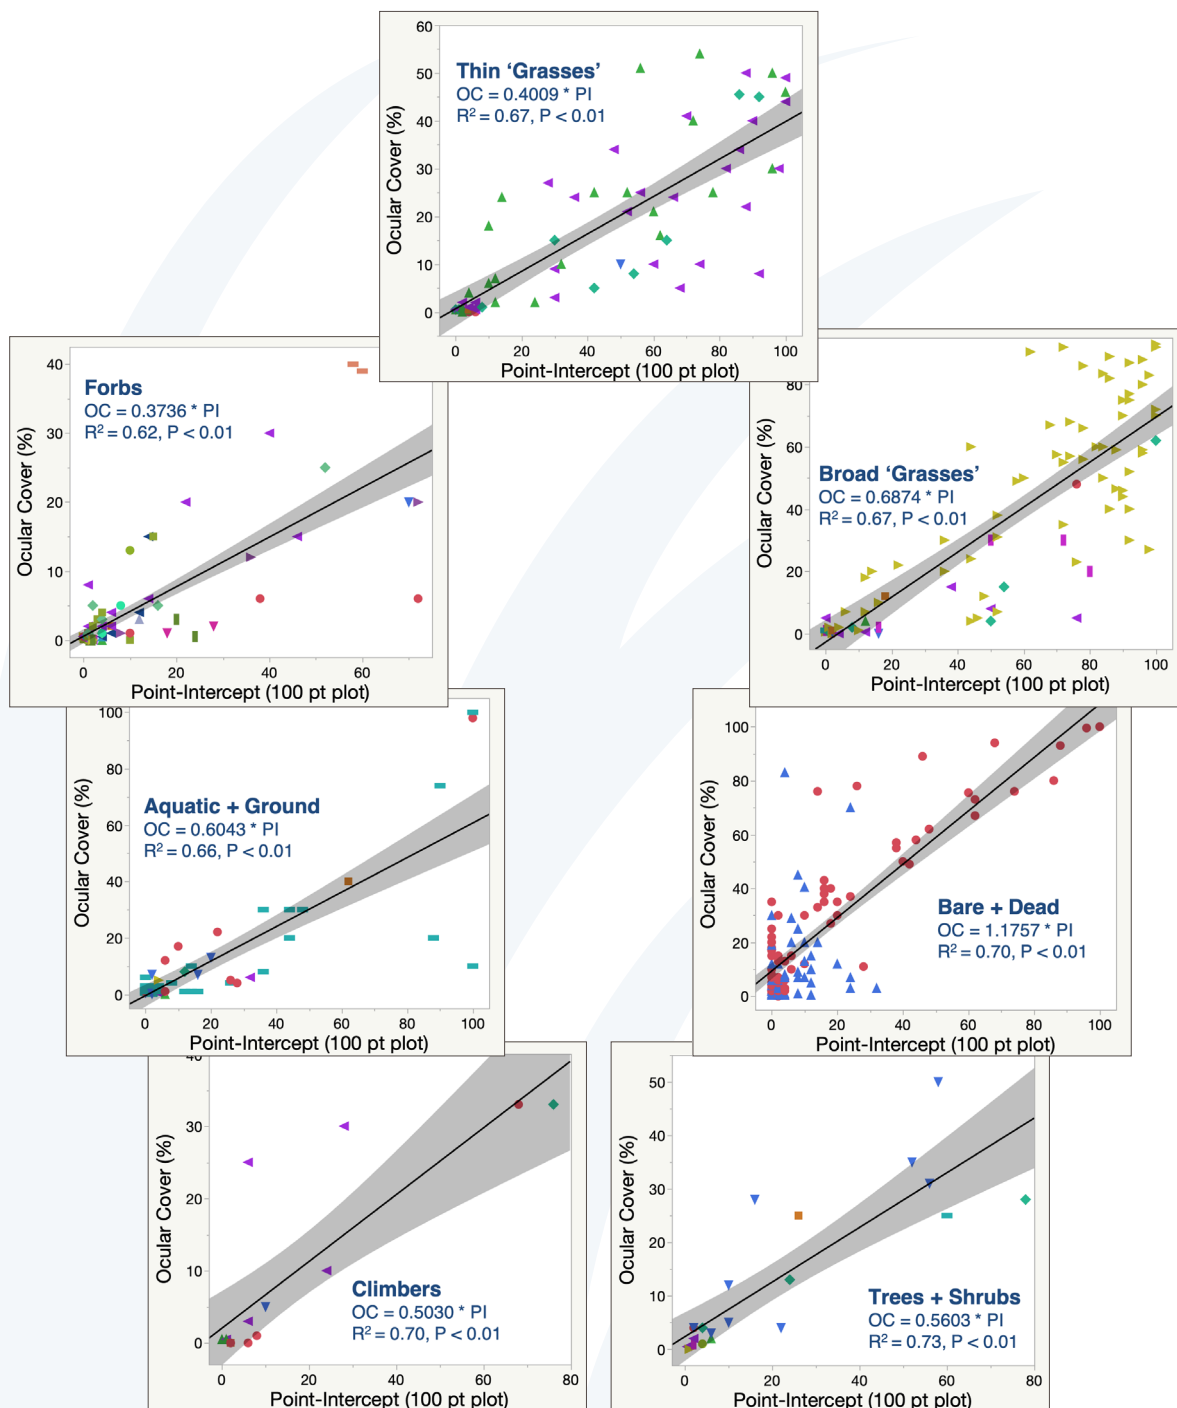 60
50
40
30
20
10
0
Ocular Cover (%)
Thin ‘Grasses’
OC = 0.4009 * PI
R² = 0.67, P < 0.01
0 20 40 60 80 100
Point-Intercept (100 pt plot)
40
30
20
10
0
Ocular Cover (%)
Forbs
OC = 0.3736 * PI
R² = 0.62, P < 0.01
0 20 40 60
Point-Intercept (100 pt plot)
80
60
40
20
0
Ocular Cover (%)
Broad ‘Grasses’
OC = 0.6874 * PI
R² = 0.67, P < 0.01
0 20 40 60 80 100
Point-Intercept (100 pt plot)
100
80
60
40
20
0
Ocular Cover (%)
Aquatic + Ground
OC = 0.6043 * PI
R² = 0.66, P < 0.01
0 20 40 60 80 100
Point-Intercept (100 pt plot)
100
80
60
40
20
0
Ocular Cover (%)
Bare + Dead
OC = 1.1757 * PI
R² = 0.70, P < 0.01
0 20 40 60 80 100
Point-Intercept (100 pt plot)
40
30
20
10
0
Ocular Cover (%)
Climbers
OC = 0.5030 * PI
R² = 0.70, P < 0.01
0 20 40 60 80
Point-Intercept (100 pt plot)
50
40
30
20
10
0
Ocular Cover (%)
Trees + Shrubs
OC = 0.5603 * PI
R² = 0.73, P < 0.01
0 20 40 60 80
Point-Intercept (100 pt plot)